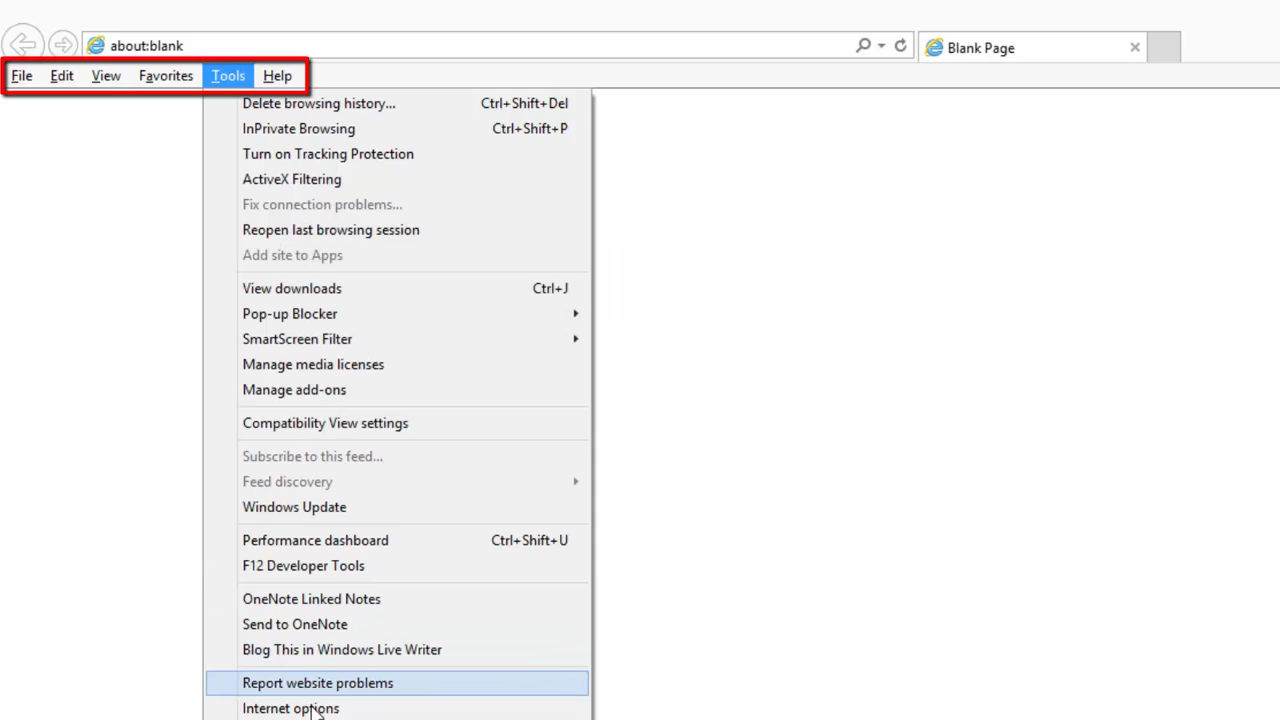 about:blank
Blank Page
File Edit View Favorites Tools Help
Delete browsing history... Ctrl+Shift+Del
InPrivate Browsing Ctrl+Shift+P
Turn on Tracking Protection
ActiveX Filtering
Fix connection problems...
Reopen last browsing session
Add site to Apps
View downloads Ctrl+J
Pop-up Blocker
SmartScreen Filter
Manage media licenses
Manage add-ons
Compatibility View settings
Subscribe to this feed...
Feed discovery
Windows Update
Performance dashboard Ctrl+Shift+U
F12 Developer Tools
OneNote Linked Notes
Send to OneNote
Blog This in Windows Live Writer
Report website problems
Internet options